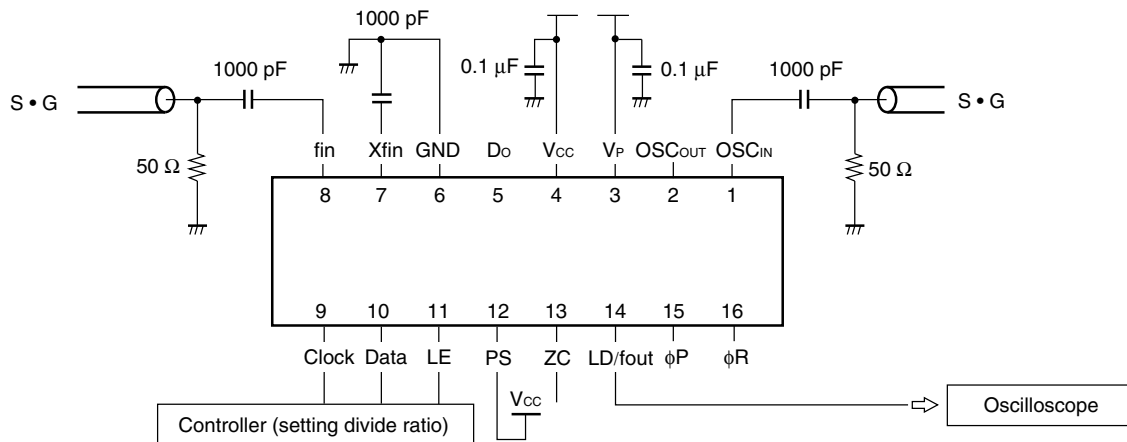 1000 pF
1000 pF
0.1 µF
0.1 µF
1000 pF
S • G
S • G
50 Ω
50 Ω
fin Xfin GND DO VCC VP OSCOUT OSCIN
8 7 6 5 4 3 2 1
9 10 11 12 13 14 15 16
Clock Data LE PS ZC LD/fout ϕP ϕR
VCC
Controller (setting divide ratio)
Oscilloscope